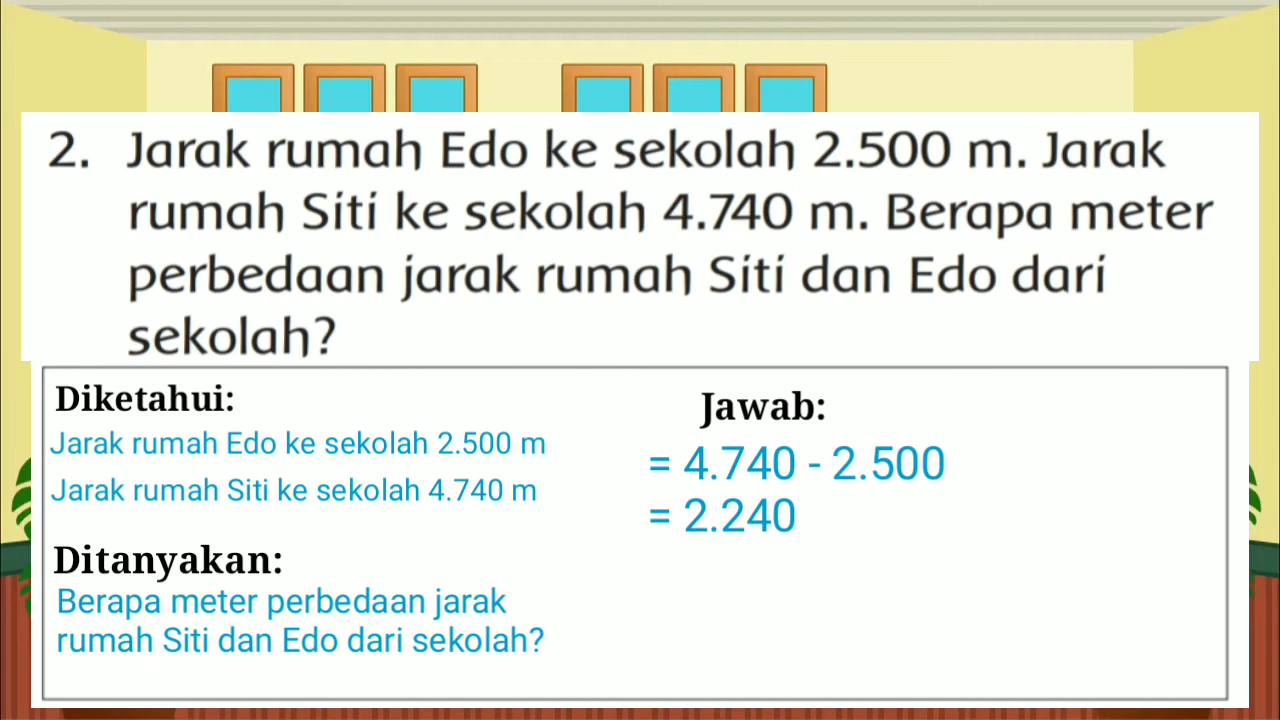 2. Jarak rumah Edo ke sekolah 2.500 m. Jarak
rumah Siti ke sekolah 4.740 m. Berapa meter
perbedaan jarak rumah Siti dan Edo dari
sekolah?
Diketahui:
Jarak rumah Edo ke sekolah 2.500 m
Jarak rumah Siti ke sekolah 4.740 m
Ditanyakan:
Berapa meter perbedaan jarak
rumah Siti dan Edo dari sekolah?
Jawab:
= 4.740 - 2.500
= 2.240